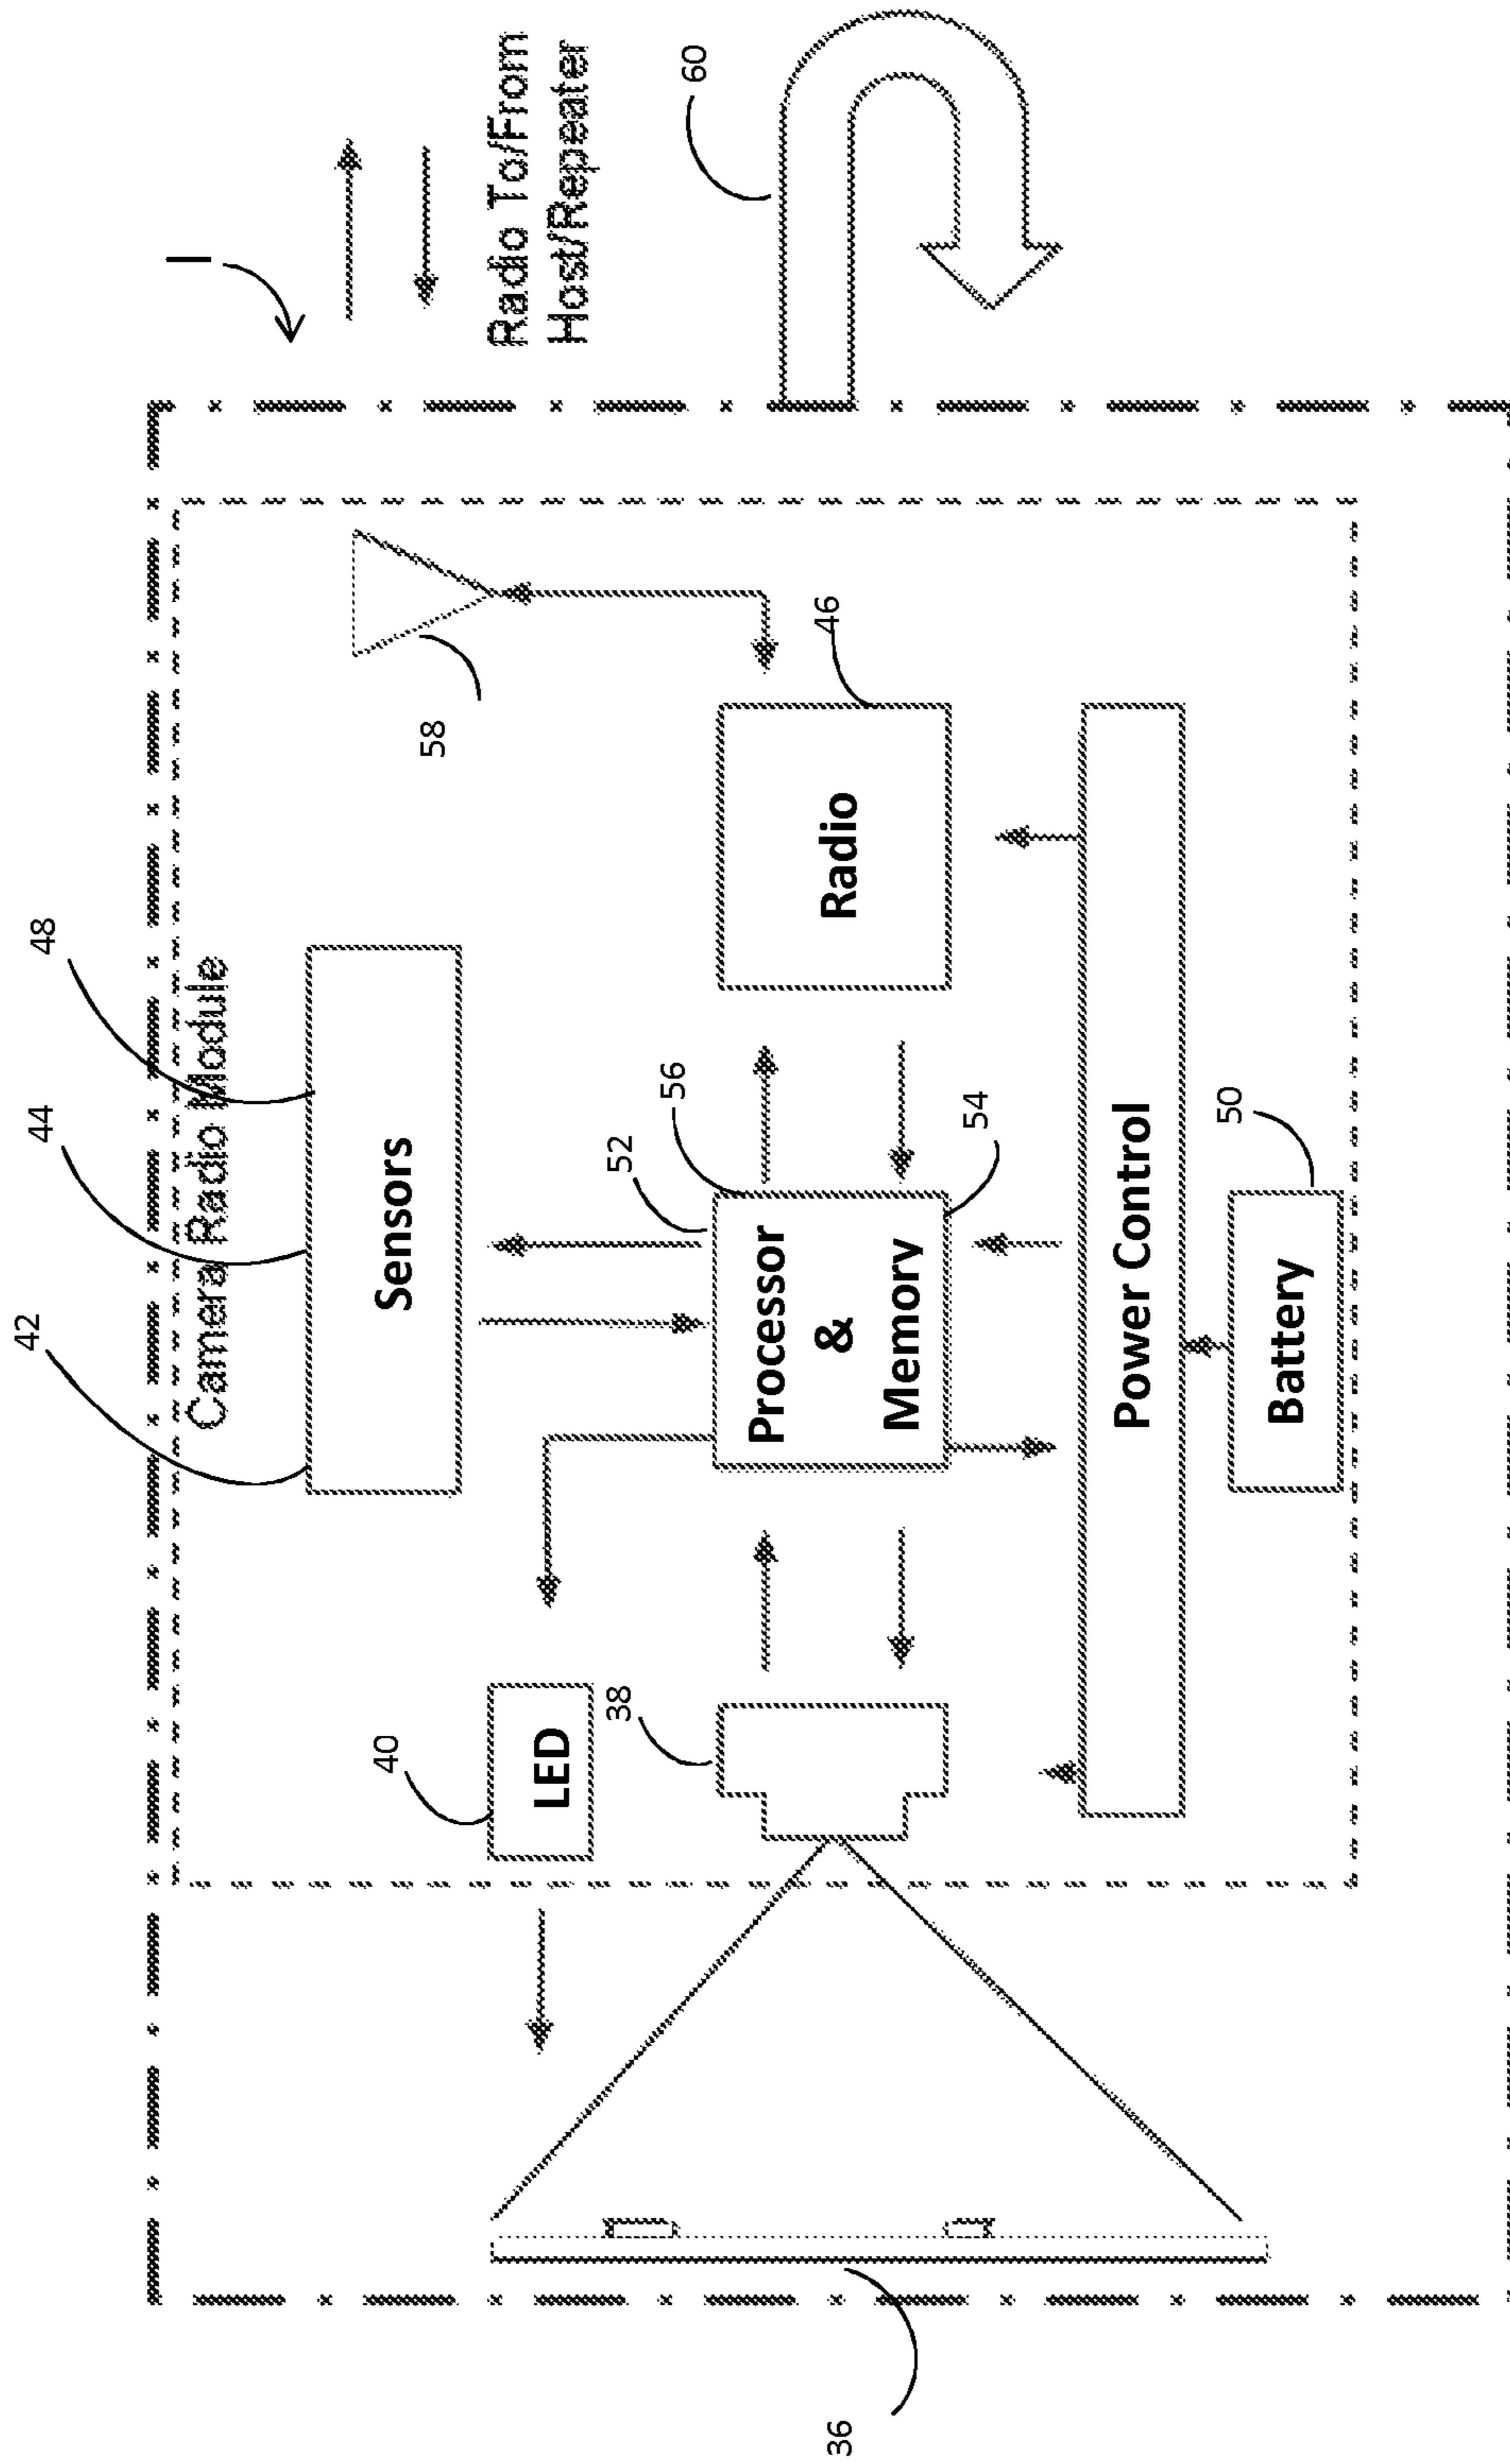 1
Radio To/From
Host/Repeater
60
Camera Radio Module
42
44
48
Sensors
58
40
LED
38
52
56
Processor
&
Memory
54
46
Radio
Power Control
50
Battery
36